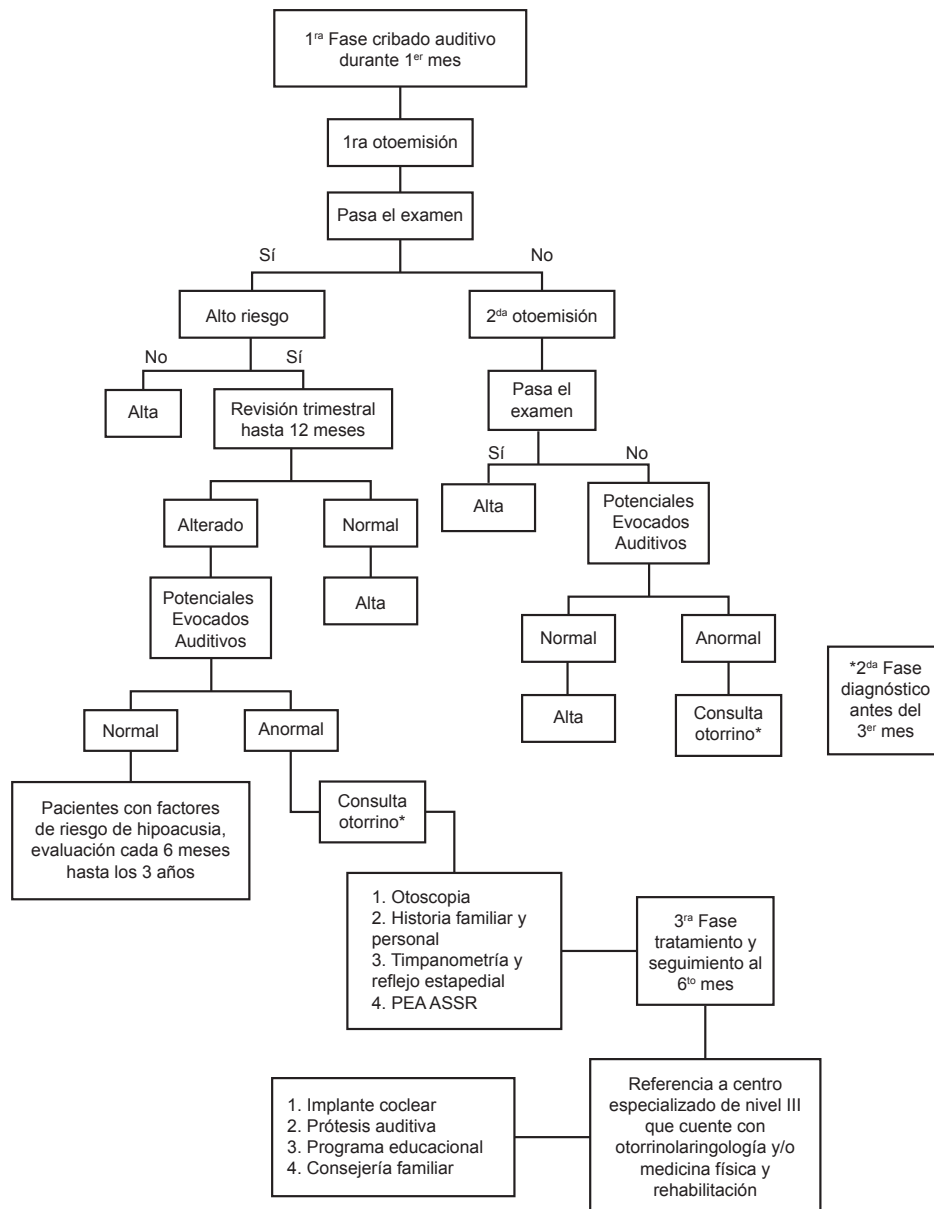 1ra Fase cribado auditivo
durante 1er mes
1ra otoemisión
Pasa el examen
Sí
No
Alto riesgo
2da otoemisión
No
Sí
Alta
Revisión trimestral
hasta 12 meses
Pasa el
examen
Sí
No
Alta
Potenciales
Evocados
Auditivos
Alterado
Normal
Potenciales
Evocados
Auditivos
Alta
Normal
Anormal
Alta
Consulta
otorrino*
*2da Fase
diagnóstico
antes del
3er mes
Normal
Anormal
Pacientes con factores
de riesgo de hipoacusia,
evaluación cada 6 meses
hasta los 3 años
Consulta
otorrino*
1. Otoscopia
2. Historia familiar y
personal
3. Timpanometría y
reflejo estapedial
4. PEA ASSR
3ra Fase
tratamiento y
seguimiento al
6to mes
Referencia a centro
especializado de nivel III
que cuente con
otorrinolaringología y/o
medicina física y
rehabilitación
1. Implante coclear
2. Prótesis auditiva
3. Programa educacional
4. Consejería familiar